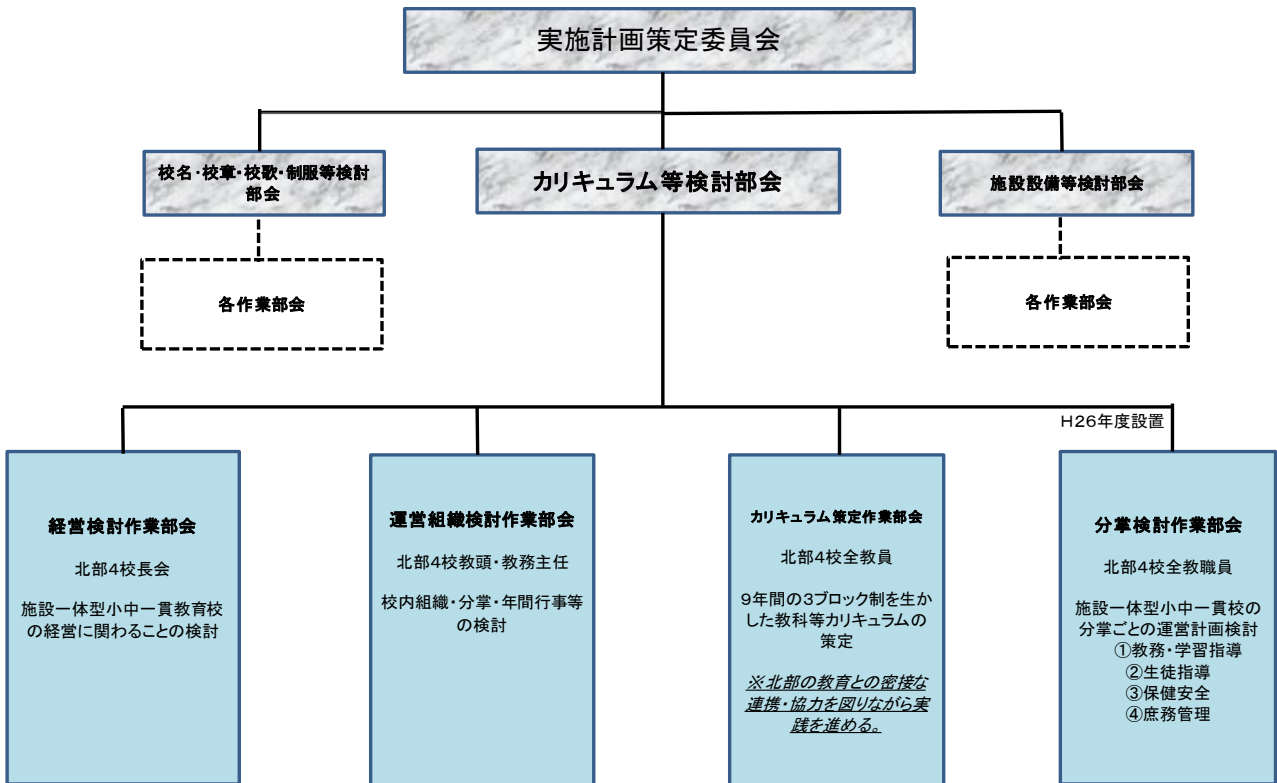 実施計画策定委員会
校名・校章・校歌・制服等検討
部会
カリキュラム等検討部会
施設設備等検討部会
各作業部会
各作業部会
H26年度設置
経営検討作業部会
北部4校長会
施設一体型小中一貫教育校
の経営に関わることの検討
運営組織検討作業部会
北部4校教頭・教務主任
校内組織・分掌・年間行事等
の検討
カリキュラム策定作業部会
北部4校全教員
9年間の3ブロック制を生か
した教科等カリキュラムの
策定
※北部の教育との密接な
連携・協力を図りながら実
践を進める。
分掌検討作業部会
北部4校全教職員
施設一体型小中一貫校の
分掌ごとの運営計画検討
①教務・学習指導
②生徒指導
③保健安全
④庶務管理